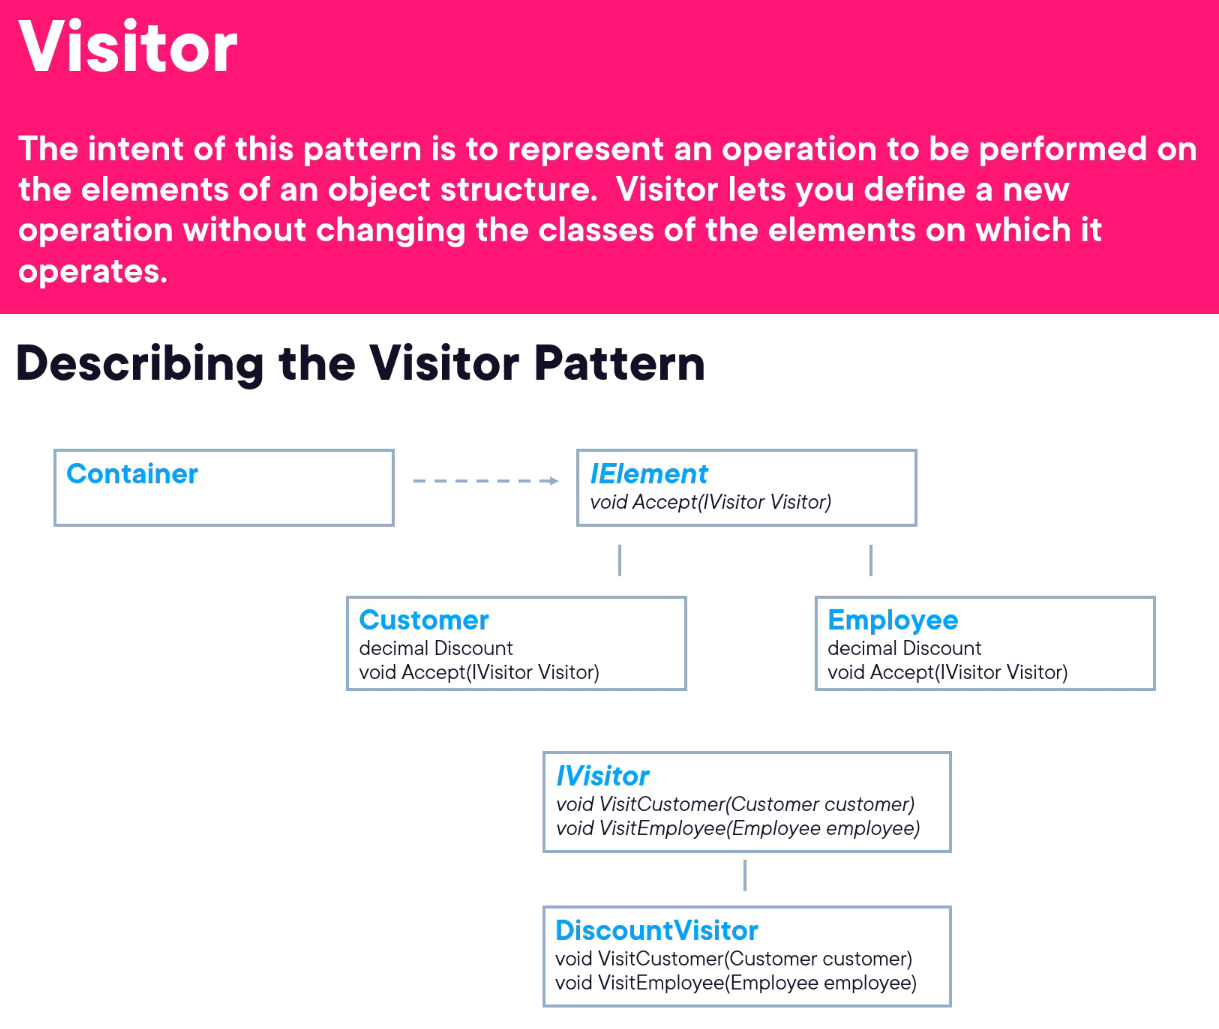 Visitor
The intent of this pattern is to represent an operation to be performed on
the elements of an object structure.  Visitor lets you define a new
operation without changing the classes of the elements on which it
operates.
Describing the Visitor Pattern
Container
IElement
void Accept(IVisitor Visitor)
Customer
decimal Discount
void Accept(IVisitor Visitor)
Employee
decimal Discount
void Accept(IVisitor Visitor)
IVisitor
void VisitCustomer(Customer customer)
void VisitEmployee(Employee employee)
DiscountVisitor
void VisitCustomer(Customer customer)
void VisitEmployee(Employee employee)